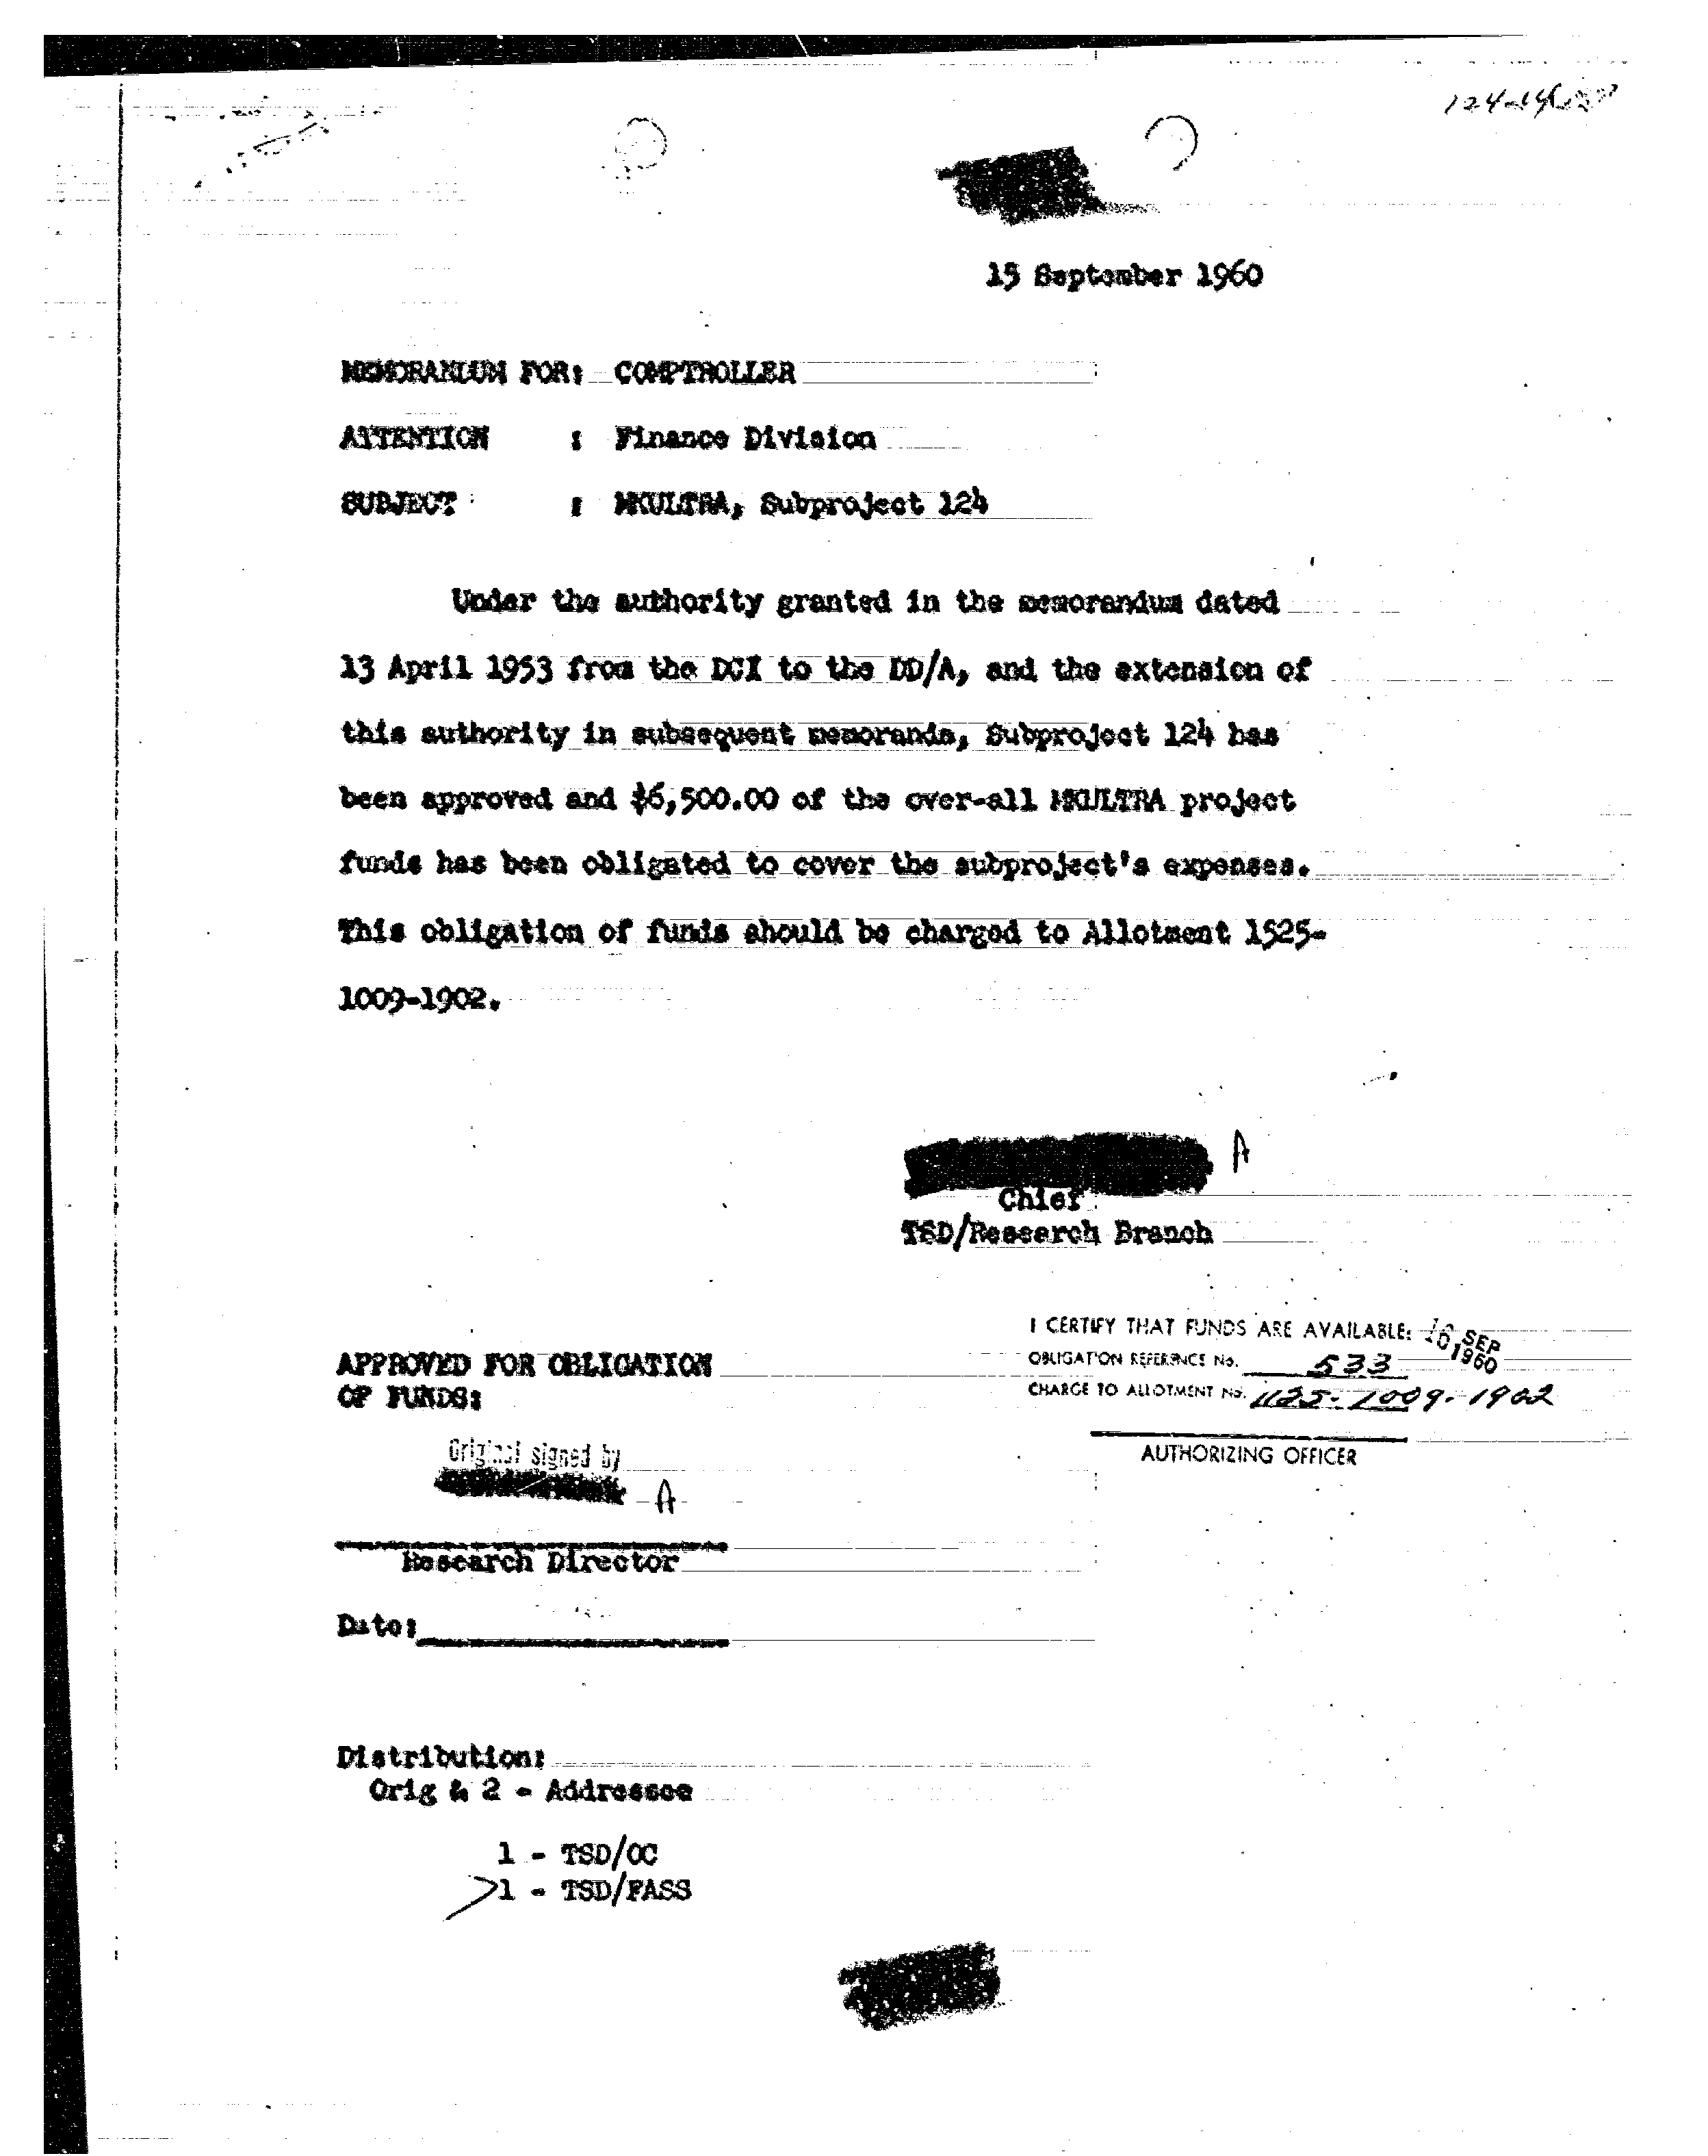 15 September 1960
MEMORANDUM FOR: COMPTROLLER
ATTENTION : Finance Division
SUBJECT : MKULTRA, Subproject 124
Under the authority granted in the memorandum dated
13 April 1953 from the DCI to the DD/A, and the extension of
this authority in subsequent memoranda, Subproject 124 has
been approved and $6,500.00 of the over-all MKULTRA project
funds has been obligated to cover the subproject's expenses.
This obligation of funds should be charged to Allotment 1525-
1009-1902.
A
Chief
TSD/Research Branch
I CERTIFY THAT FUNDS ARE AVAILABLE: 16 SEP 1960
OBLIGATION REFERENCE No. 533
CHARGE TO ALLOTMENT No. 1125-1009-1902
AUTHORIZING OFFICER
APPROVED FOR OBLIGATION
OF FUNDS:
Original signed by
A
Research Director
Date:
Distribution:
Orig & 2 - Addressee
1 - TSD/OC
1 - TSD/FASS